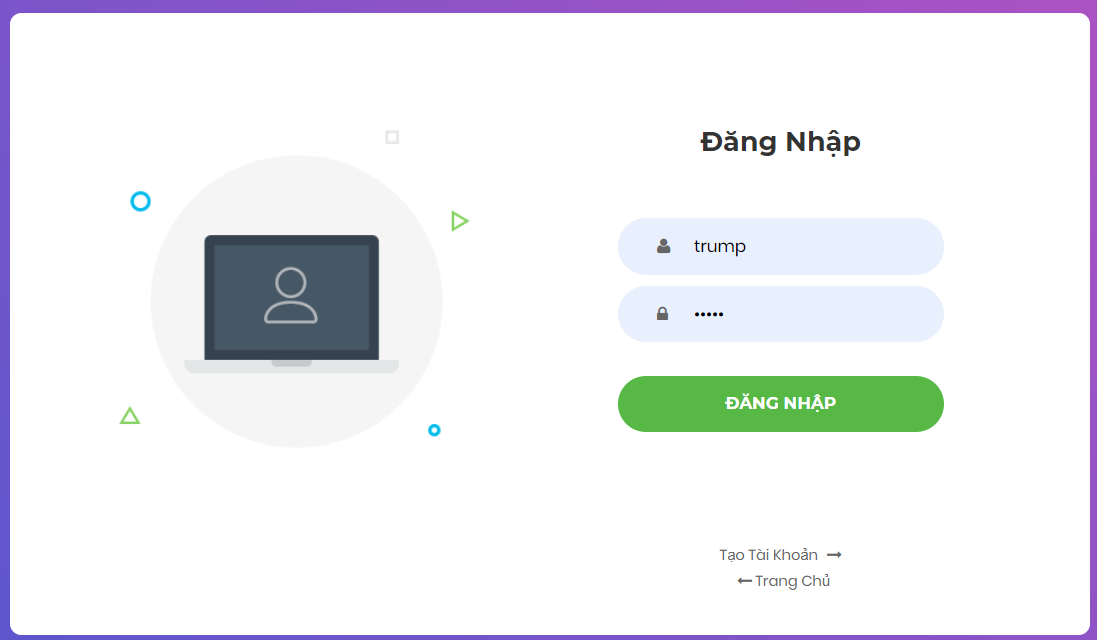 Đăng Nhập
trump
•••••
ĐĂNG NHẬP
Tạo Tài Khoản
Trang Chủ